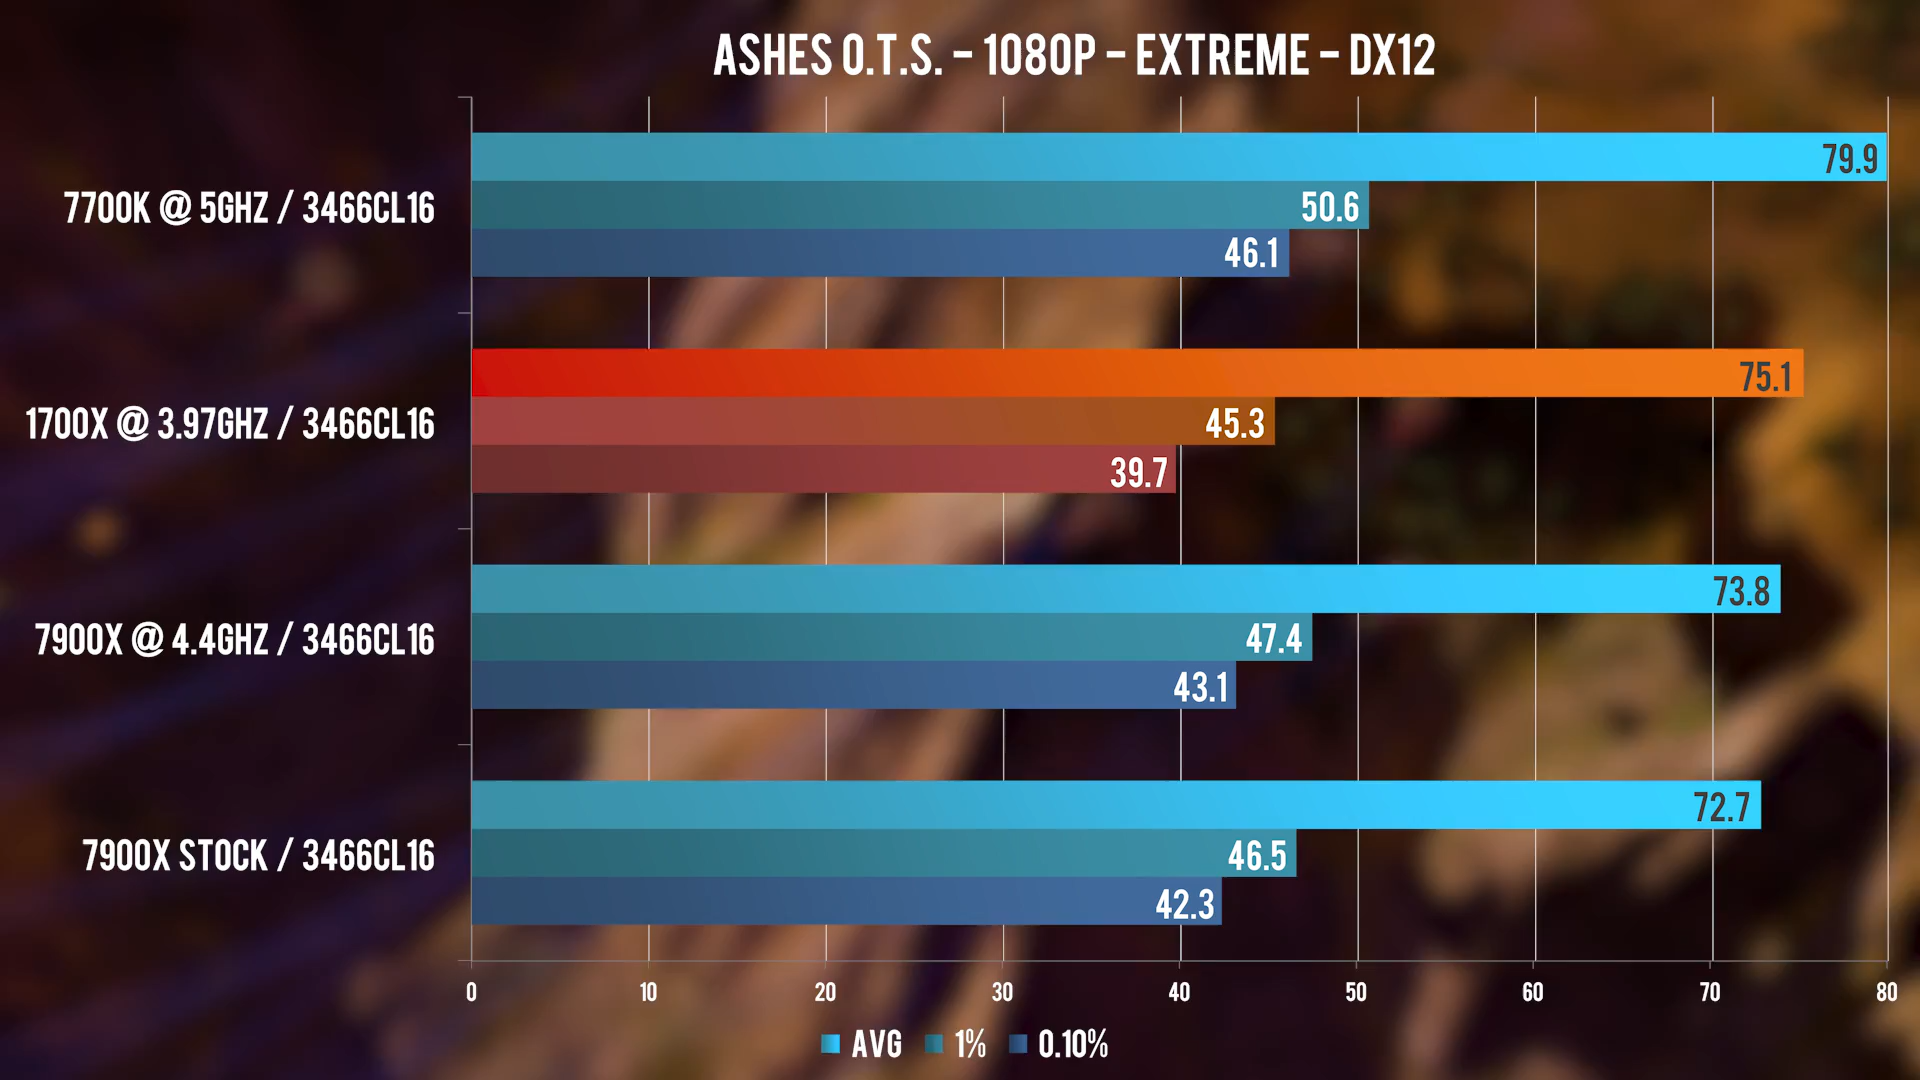 ASHES O.T.S. – 1080P – EXTREME – DX12
7700K @ 5GHZ / 3466CL16
79.9
50.6
46.1
1700X @ 3.97GHZ / 3466CL16
75.1
45.3
39.7
7900X @ 4.4GHZ / 3466CL16
73.8
47.4
43.1
7900X STOCK / 3466CL16
72.7
46.5
42.3
0 10 20 30 40 50 60 70 80
AVG 1% 0.10%